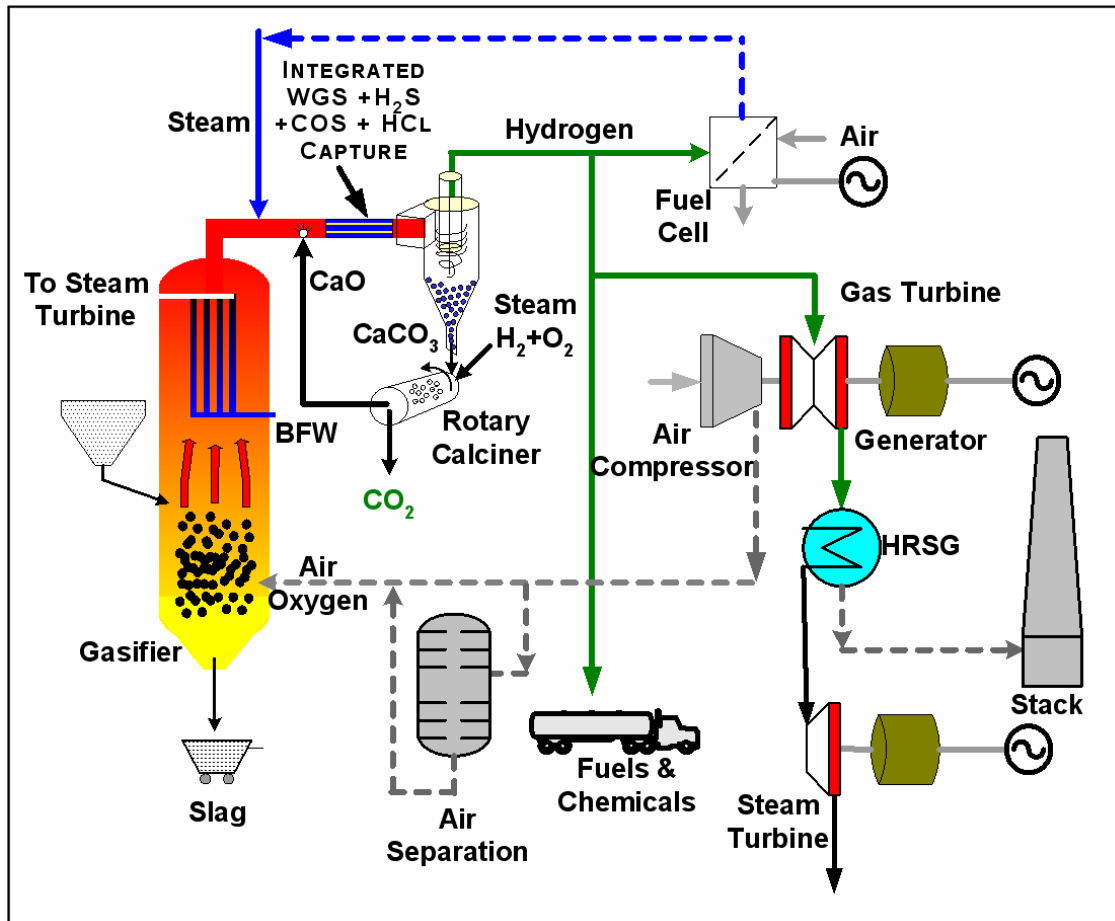 INTEGRATED
WGS +H2S
+COS + HCL
CAPTURE
Steam
Hydrogen
Air
Fuel
Cell
To Steam
Turbine
CaO
CaCO3
Steam
H2+O2
Gas Turbine
BFW
Rotary
Calciner
CO2
Air
Compressor
Generator
HRSG
Air
Oxygen
Gasifier
Stack
Slag
Air
Separation
Fuels &
Chemicals
Steam
Turbine